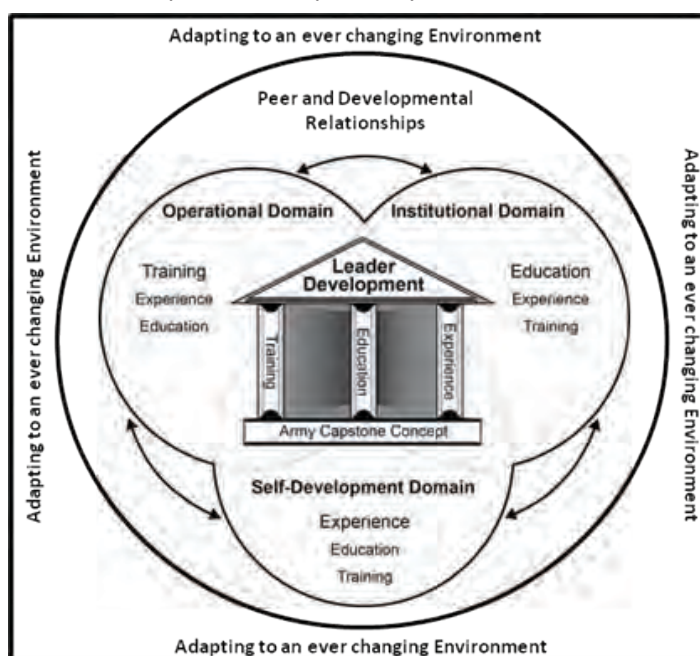 Adapting to an ever changing Environment
Peer and Developmental
Relationships
Operational Domain
Institutional Domain
Training
Experience
Education
Education
Experience
Training
Leader
Development
Training
Education
Experience
Army Capstone Concept
Self-Development Domain
Experience
Education
Training
Adapting to an ever changing Environment
Adapting to an ever changing Environment
Adapting to an ever changing Environment